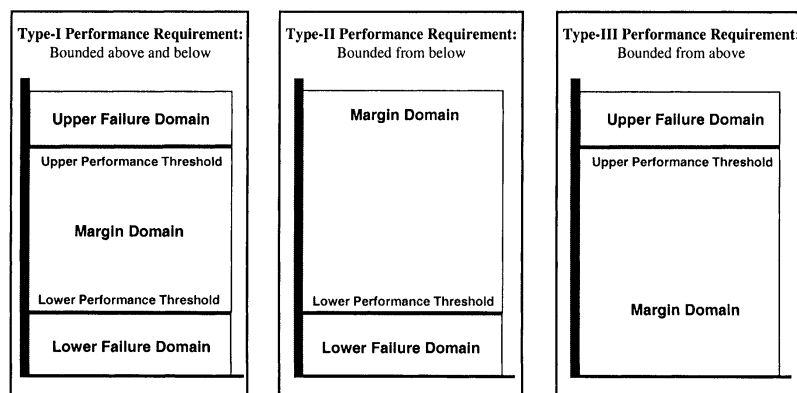 Type-I Performance Requirement:
Bounded above and below
Upper Failure Domain
Upper Performance Threshold
Margin Domain
Lower Performance Threshold
Lower Failure Domain
Type-II Performance Requirement:
Bounded from below
Margin Domain
Lower Performance Threshold
Lower Failure Domain
Type-III Performance Requirement:
Bounded from above
Upper Failure Domain
Upper Performance Threshold
Margin Domain